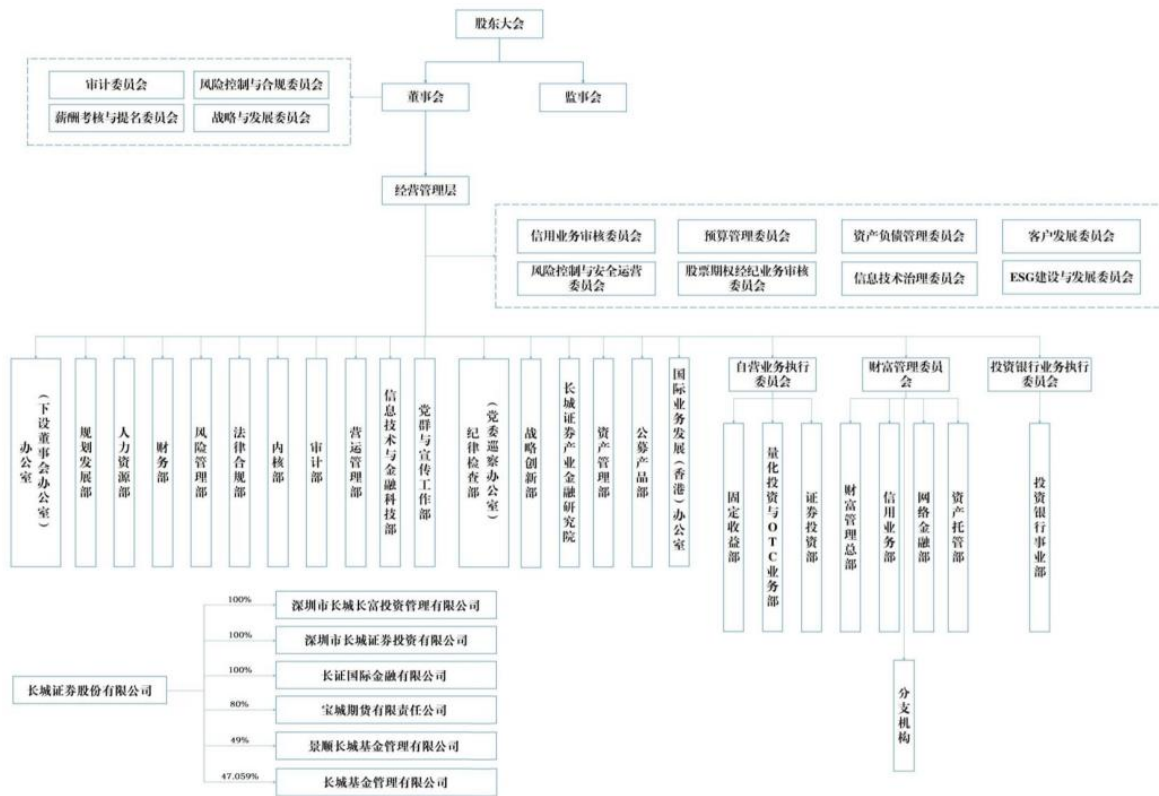 股东大会
审计委员会
风险控制与合规委员会
薪酬考核与提名委员会
战略与发展委员会
董事会
监事会
经营管理层
信用业务审核委员会
预算管理委员会
资产负债管理委员会
客户发展委员会
风险控制与安全运营
委员会
股票期权经纪业务审核
委员会
信息技术治理委员会
ESG建设与发展委员会
办公室
（下设董事会办公室）
规划发展部
人力资源部
财务部
风险管理部
法律合规部
内核部
审计部
营运管理部
信息技术与金融科技部
党群与宣传工作部
纪律检查部
（党委巡察办公室）
战略创新部
长城证券产业金融研究院
资产管理部
公募产品部
国际业务发展（香港）办公室
自营业务执行
委员会
财富管理委员
会
投资银行业务执行
委员会
固定收益部
量化投资与OTC业务部
证券投资部
财富管理总部
信用业务部
网络金融部
资产托管部
投资银行事业部
分支机构
长城证券股份有限公司
100%
深圳市长城长富投资管理有限公司
100%
深圳市长城证券投资有限公司
100%
长证国际金融有限公司
80%
宝城期货有限责任公司
49%
景顺长城基金管理有限公司
47.059%
长城基金管理有限公司